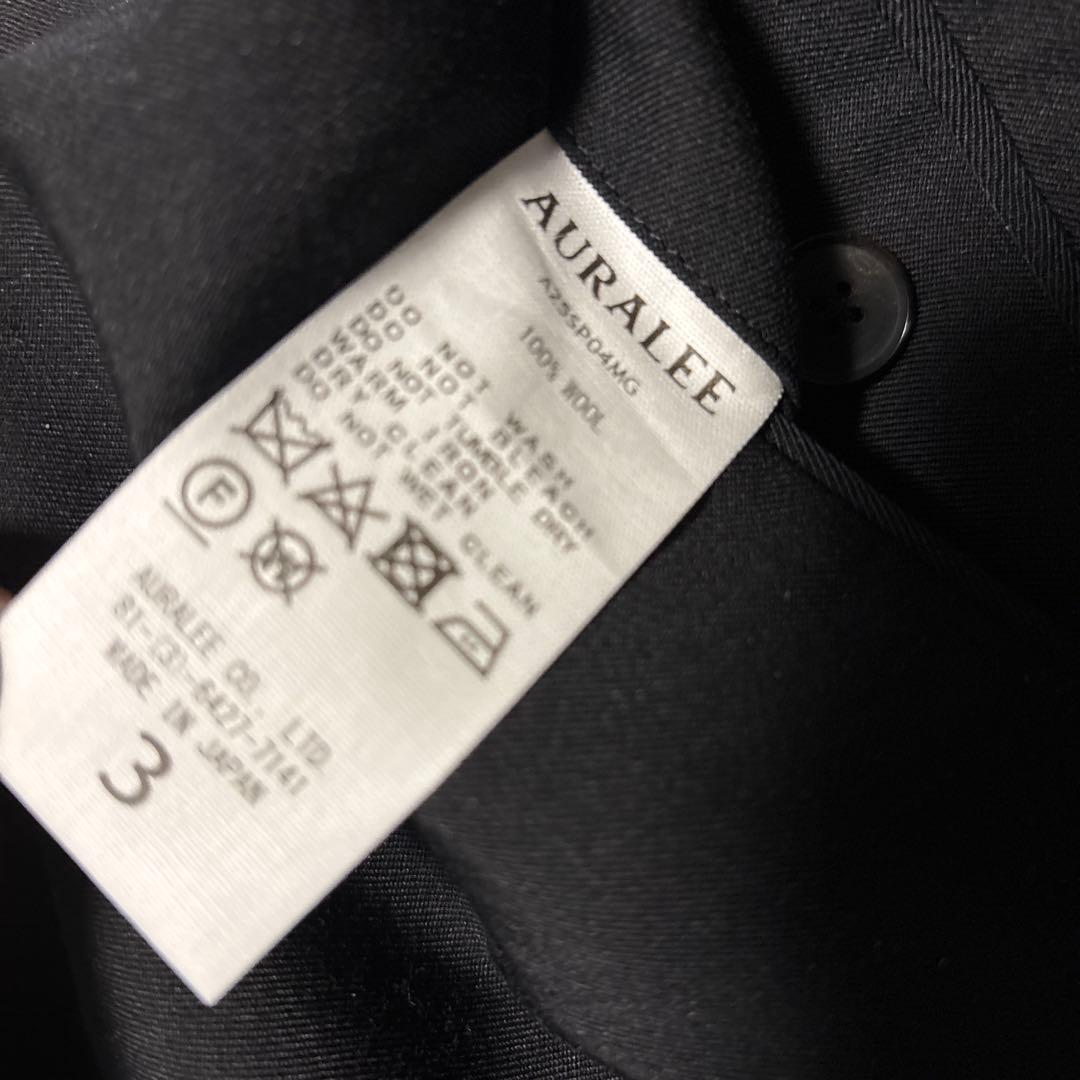 AURALEE
A25SP04MG
100% WOOL
DO NOT WASH
DO NOT BLEACH
DO NOT TUMBLE DRY
WARM IRON
DRY CLEAN
DO NOT WET CLEAN
F
W
AURALEE CO., LTD.
81-(3)-6427-7141
MADE IN JAPAN
3